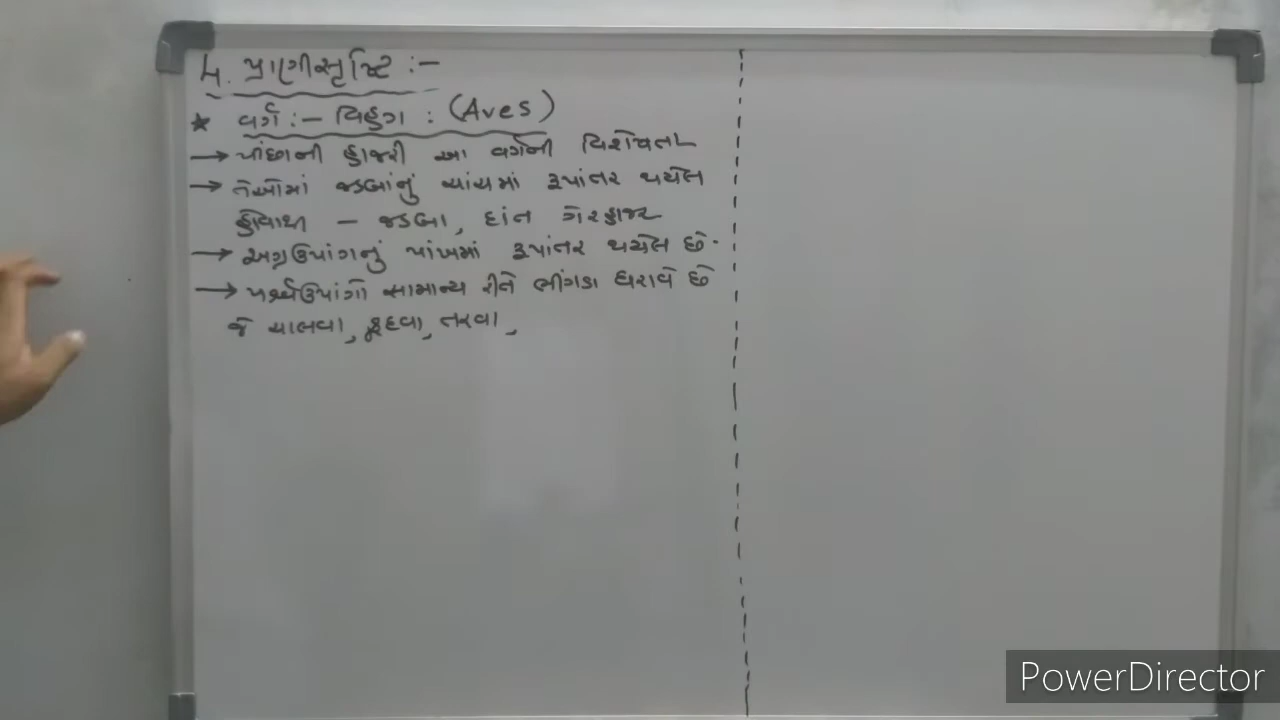 4. પ્રાણીસૃષ્ટિ :-
* વર્ગ :- વિહગ : (Aves)
→ પીંછાની હાજરી આ વર્ગની વિશેષતા
→ તેઓમાં જડબાંનું ચાંચમાં રૂપાંતર થયેલ
હોવાથી - જડબા, દાંત ગેરહાજર
→ અગ્રઉપાંગનું પાંખમાં રૂપાંતર થયેલ છે.
→ પશ્ચઉપાંગો સામાન્ય રીતે ભીંગડા ધરાવે છે
જે ચાલવા, કૂદવા, તરવા,
PowerDirector